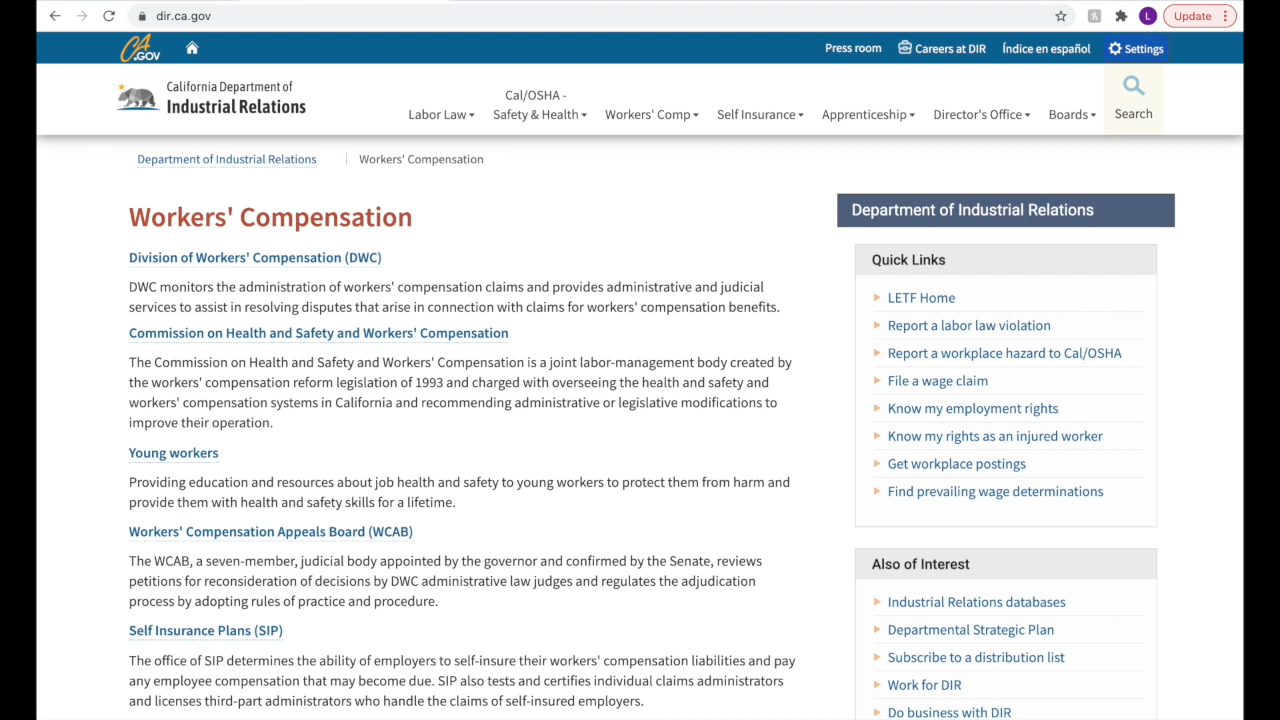 dir.ca.gov
L
Update
CA.GOV
Press room
Careers at DIR
Índice en español
Settings
California Department of
Industrial Relations
Labor Law
Cal/OSHA -
Safety & Health
Workers' Comp
Self Insurance
Apprenticeship
Director's Office
Boards
Search
Department of Industrial Relations
Workers' Compensation
Workers' Compensation
Division of Workers' Compensation (DWC)
DWC monitors the administration of workers' compensation claims and provides administrative and judicial
services to assist in resolving disputes that arise in connection with claims for workers' compensation benefits.
Commission on Health and Safety and Workers' Compensation
The Commission on Health and Safety and Workers' Compensation is a joint labor-management body created by
the workers' compensation reform legislation of 1993 and charged with overseeing the health and safety and
workers' compensation systems in California and recommending administrative or legislative modifications to
improve their operation.
Young workers
Providing education and resources about job health and safety to young workers to protect them from harm and
provide them with health and safety skills for a lifetime.
Workers' Compensation Appeals Board (WCAB)
The WCAB, a seven-member, judicial body appointed by the governor and confirmed by the Senate, reviews
petitions for reconsideration of decisions by DWC administrative law judges and regulates the adjudication
process by adopting rules of practice and procedure.
Self Insurance Plans (SIP)
The office of SIP determines the ability of employers to self-insure their workers' compensation liabilities and pay
any employee compensation that may become due. SIP also tests and certifies individual claims administrators
and licenses third-part administrators who handle the claims of self-insured employers.
Department of Industrial Relations
Quick Links
LETF Home
Report a labor law violation
Report a workplace hazard to Cal/OSHA
File a wage claim
Know my employment rights
Know my rights as an injured worker
Get workplace postings
Find prevailing wage determinations
Also of Interest
Industrial Relations databases
Departmental Strategic Plan
Subscribe to a distribution list
Work for DIR
Do business with DIR